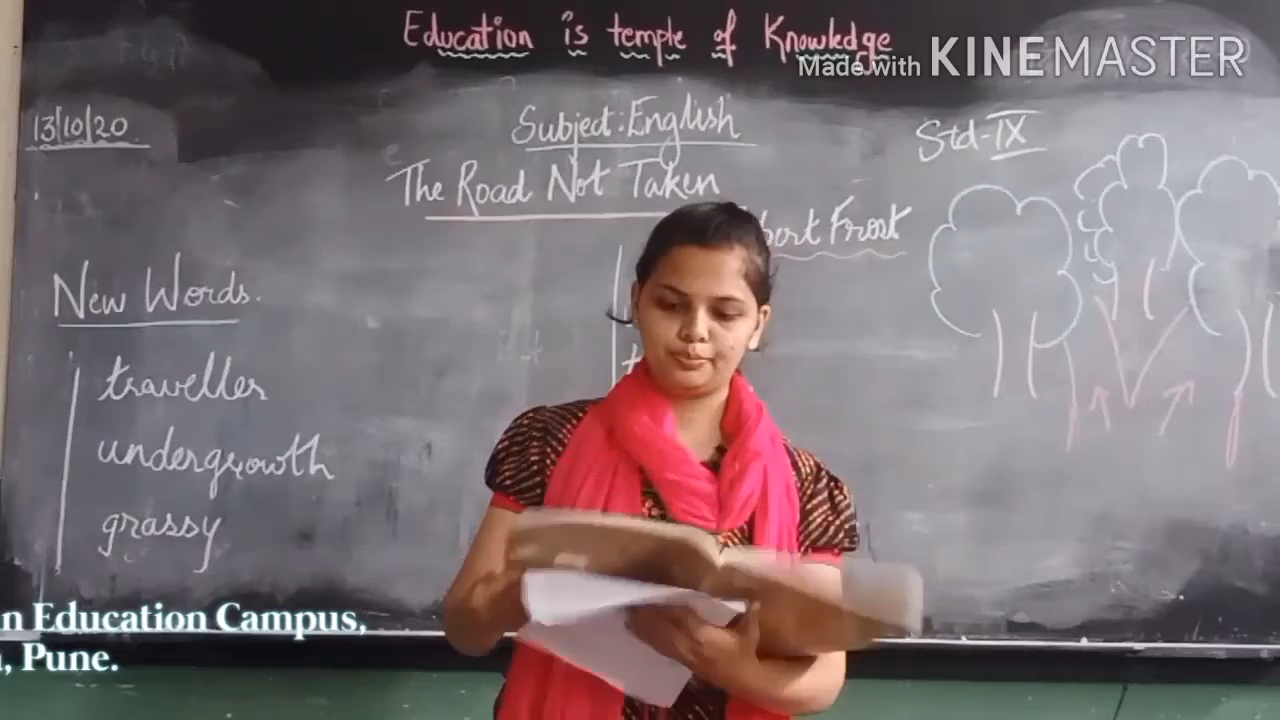 Education is temple of Knowledge
Made with KINEMASTER
13/10/20
Subject: English
Std-IX
The Road Not Taken
Frost
New Words.
traveller
undergrowth
grassy
n Education Campus,
, Pune.